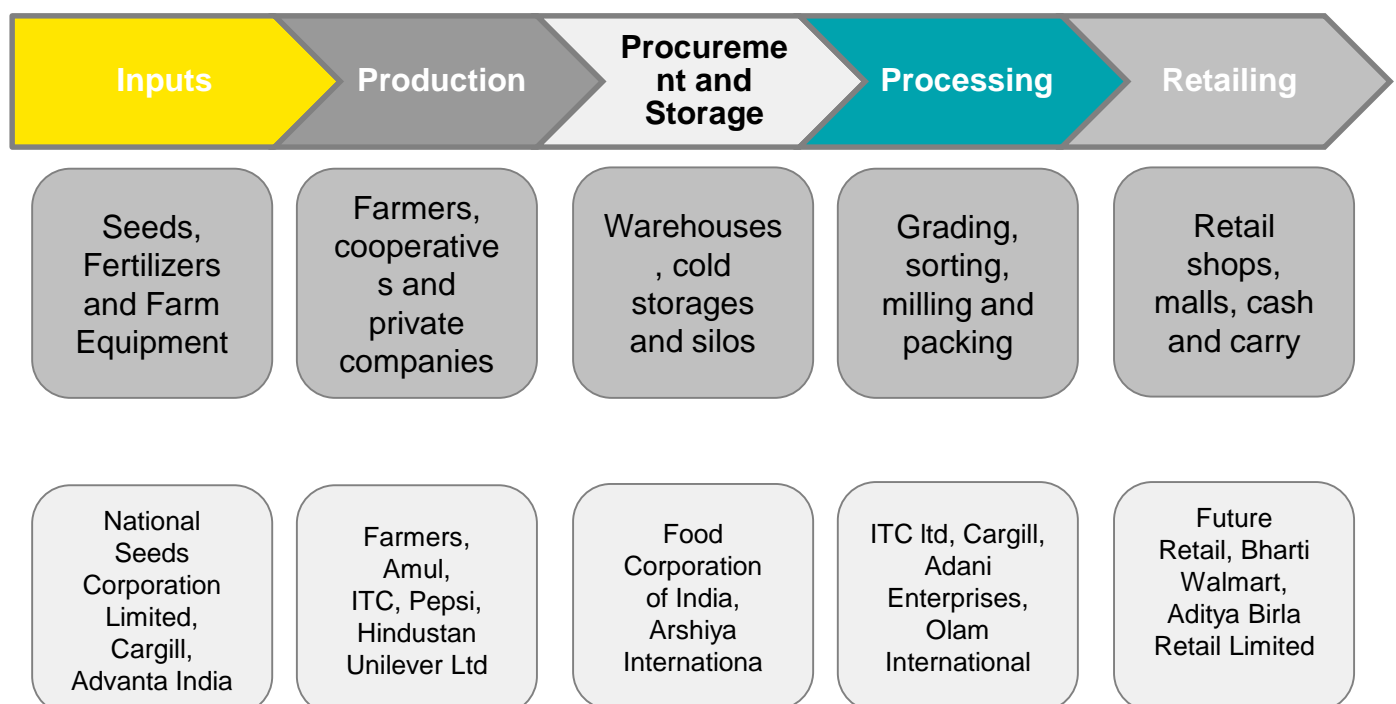 Inputs
Production
Procureme
nt and
Storage
Processing
Retailing
Seeds,
Fertilizers
and Farm
Equipment
Farmers,
cooperative
s and
private
companies
Warehouses
, cold
storages
and silos
Grading,
sorting,
milling and
packing
Retail
shops,
malls, cash
and carry
National
Seeds
Corporation
Limited,
Cargill,
Advanta India
Farmers,
Amul,
ITC, Pepsi,
Hindustan
Unilever Ltd
Food
Corporation
of India,
Arshiya
Internationa
ITC ltd, Cargill,
Adani
Enterprises,
Olam
International
Future
Retail, Bharti
Walmart,
Aditya Birla
Retail Limited